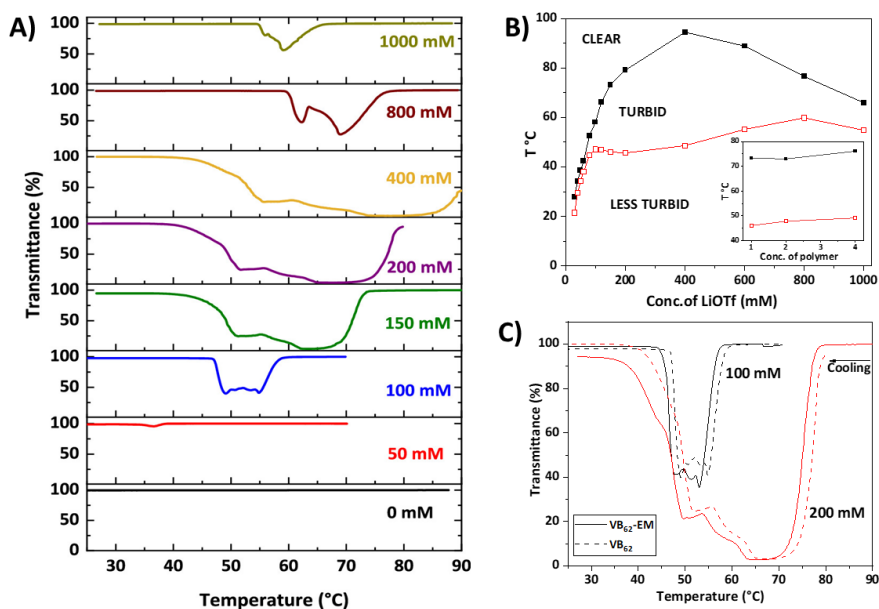 A)
Transmittance (%)
100
50
1000 mM
100
50
800 mM
100
50
400 mM
100
50
200 mM
100
50
150 mM
100
50
100 mM
100
50
50 mM
100
50
0
0 mM
30 40 50 60 70 80 90
Temperature (°C)
B)
T °C
100
80
60
40
20
0
CLEAR
TURBID
LESS TURBID
0 200 400 600 800 1000
Conc.of LiOTf (mM)
T °C
80
70
60
50
40
1 2 3 4
Conc. of polymer
C)
Transmittance (%)
100
80
60
40
20
0
100 mM
Cooling
200 mM
VB62-EM
VB62
30 40 50 60 70 80 90
Temperature (°C)